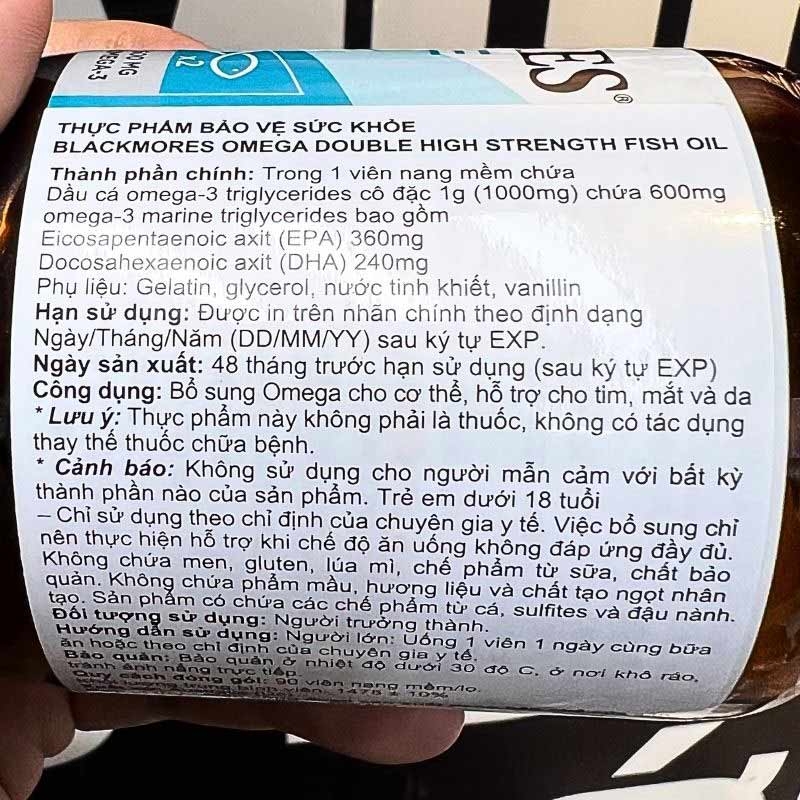 ES®
x2
600 MG
OMEGA-3
THỰC PHẨM BẢO VỆ SỨC KHỎE
BLACKMORES OMEGA DOUBLE HIGH STRENGTH FISH OIL
Thành phần chính: Trong 1 viên nang mềm chứa
Dầu cá omega-3 triglycerides cô đặc 1g (1000mg) chứa 600mg
omega-3 marine triglycerides bao gồm
Eicosapentaenoic axit (EPA) 360mg
Docosahexaenoic axit (DHA) 240mg
Phụ liệu: Gelatin, glycerol, nước tinh khiết, vanillin
Hạn sử dụng: Được in trên nhãn chính theo định dạng
Ngày/Tháng/Năm (DD/MM/YY) sau ký tự EXP.
Ngày sản xuất: 48 tháng trước hạn sử dụng (sau ký tự EXP)
Công dụng: Bổ sung Omega cho cơ thể, hỗ trợ cho tim, mắt và da
* Lưu ý: Thực phẩm này không phải là thuốc, không có tác dụng
thay thế thuốc chữa bệnh.
* Cảnh báo: Không sử dụng cho người mẫn cảm với bất kỳ
thành phần nào của sản phẩm. Trẻ em dưới 18 tuổi
– Chỉ sử dụng theo chỉ định của chuyên gia y tế. Việc bổ sung chỉ
nên thực hiện hỗ trợ khi chế độ ăn uống không đáp ứng đầy đủ.
Không chứa men, gluten, lúa mì, chế phẩm từ sữa, chất bảo
quản. Không chứa phẩm mầu, hương liệu và chất tạo ngọt nhân
tạo. Sản phẩm có chứa các chế phẩm từ cá, sulfites và đậu nành.
Đối tượng sử dụng: Người trưởng thành.
Hướng dẫn sử dụng: Người lớn: Uống 1 viên 1 ngày cùng bữa
ăn hoặc theo chỉ định của chuyên gia y tế.
Bảo quản: Bảo quản ở nhiệt độ dưới 30 độ C, ở nơi khô ráo,
tránh ánh nắng trực tiếp.
Quy cách đóng gói: 90 viên nang mềm/lọ.